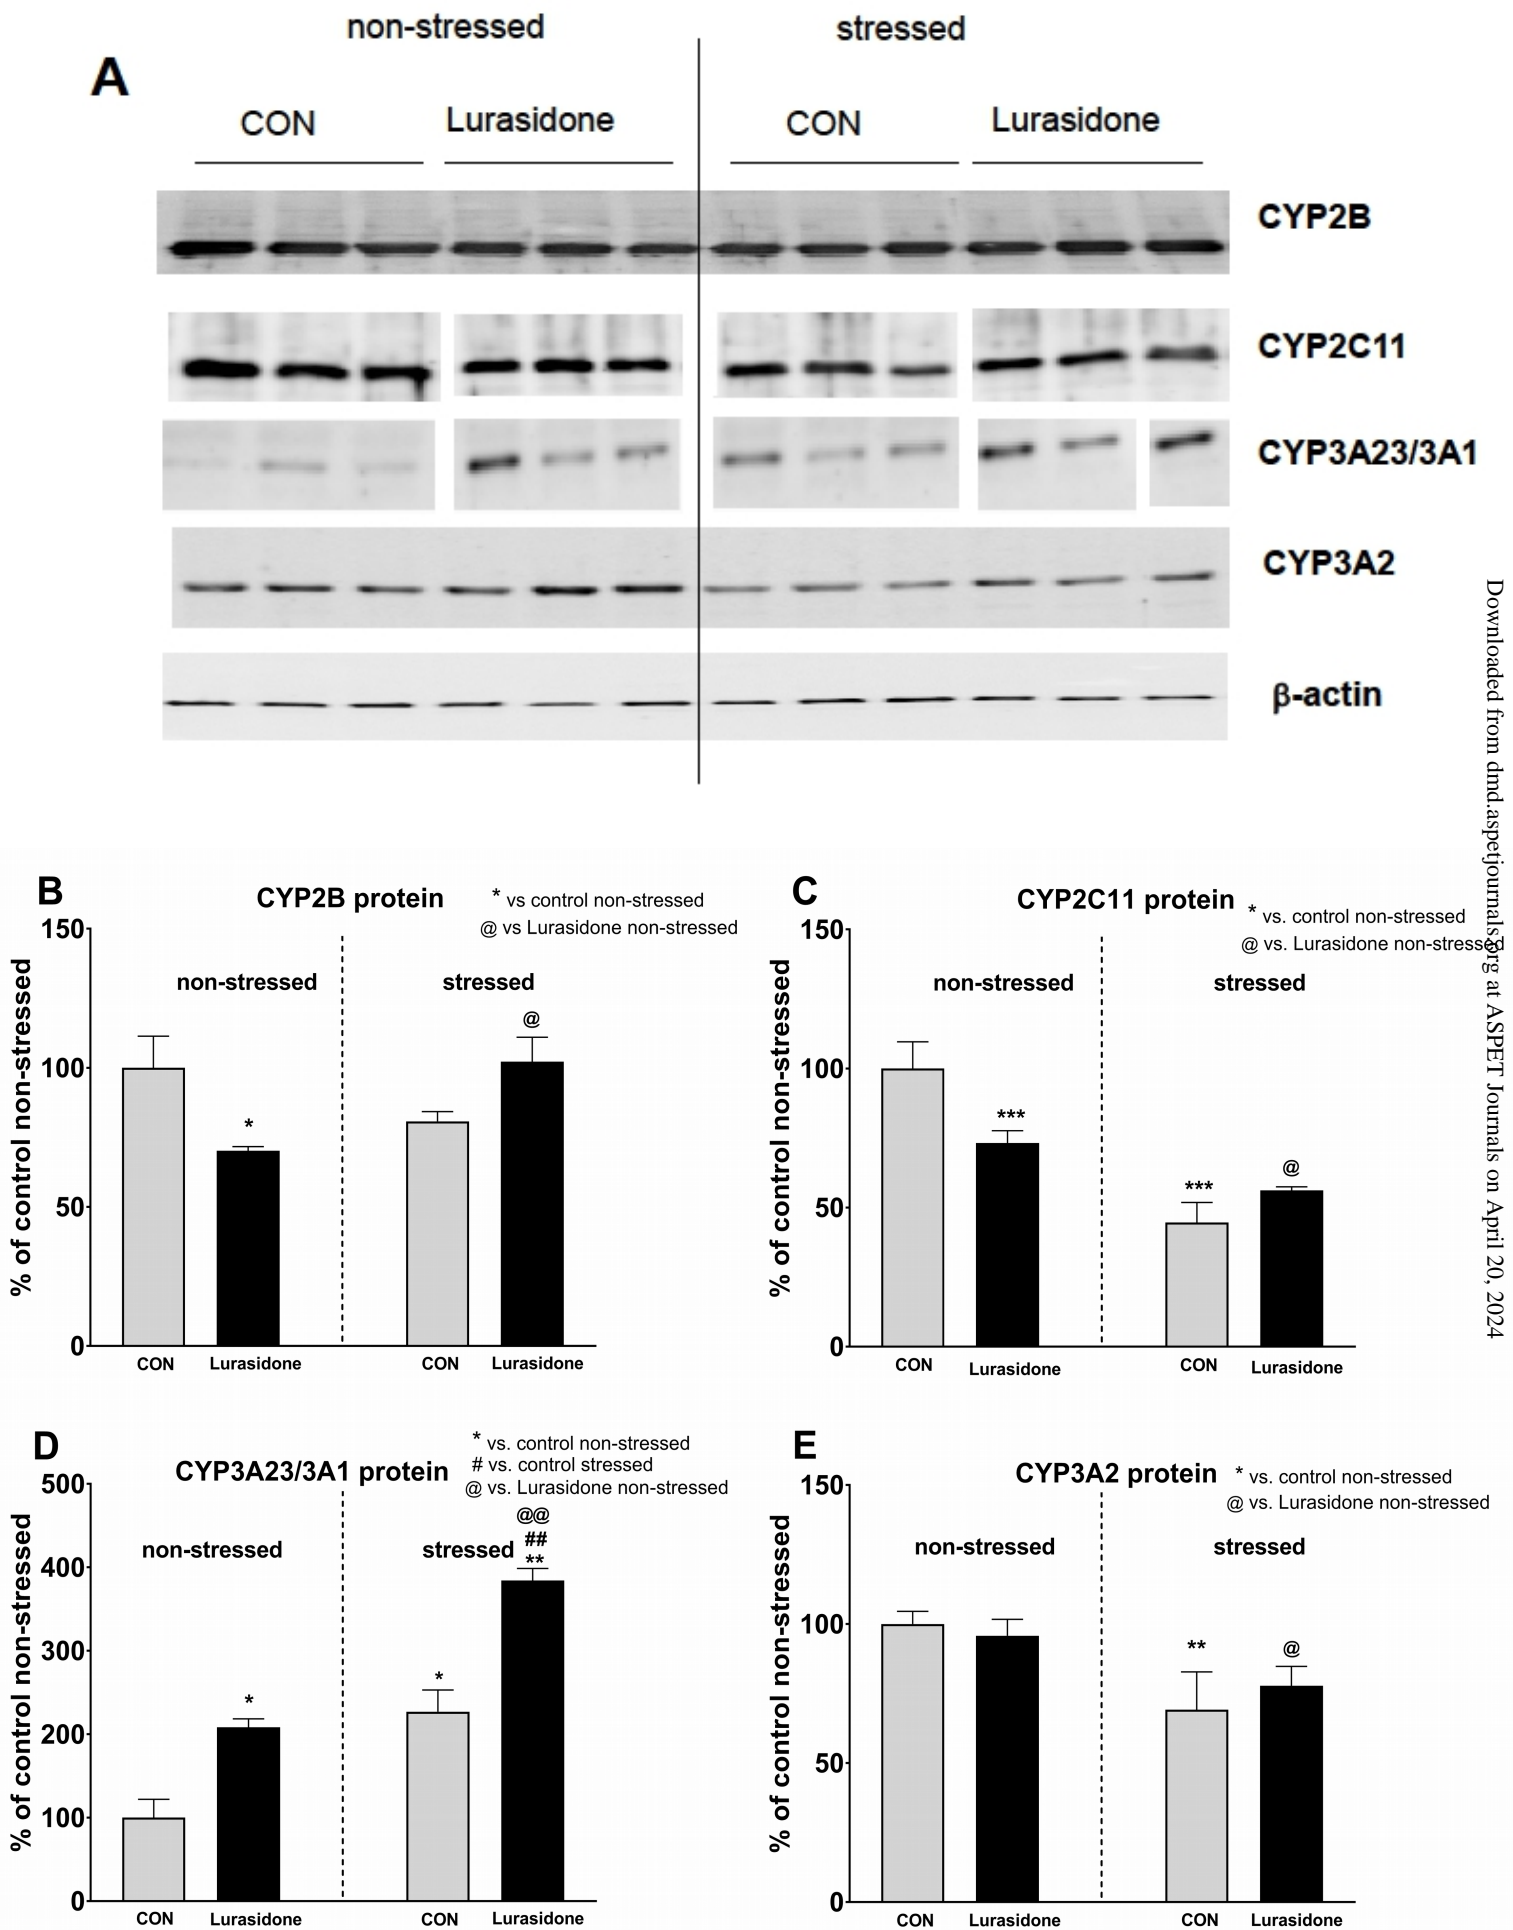 non-stressed
stressed
A
CON
Lurasidone
CON
Lurasidone
CYP2B
CYP2C11
CYP3A23/3A1
CYP3A2
β-actin
Downloaded from dmd.aspetjournals.org at ASPET Journals on April 20, 2024
B
CYP2B protein
* vs control non-stressed
@ vs Lurasidone non-stressed
% of control non-stressed
150
100
50
0
non-stressed
stressed
*
@
CON
Lurasidone
CON
Lurasidone
C
CYP2C11 protein
* vs. control non-stressed
@ vs. Lurasidone non-stressed
% of control non-stressed
150
100
50
0
non-stressed
stressed
***
***
@
CON
Lurasidone
CON
Lurasidone
D
CYP3A23/3A1 protein
* vs. control non-stressed
# vs. control stressed
@ vs. Lurasidone non-stressed
% of control non-stressed
500
400
300
200
100
0
non-stressed
stressed
*
*
@@
##
**
CON
Lurasidone
CON
Lurasidone
E
CYP3A2 protein
* vs. control non-stressed
@ vs. Lurasidone non-stressed
% of control non-stressed
150
100
50
0
non-stressed
stressed
**
@
CON
Lurasidone
CON
Lurasidone